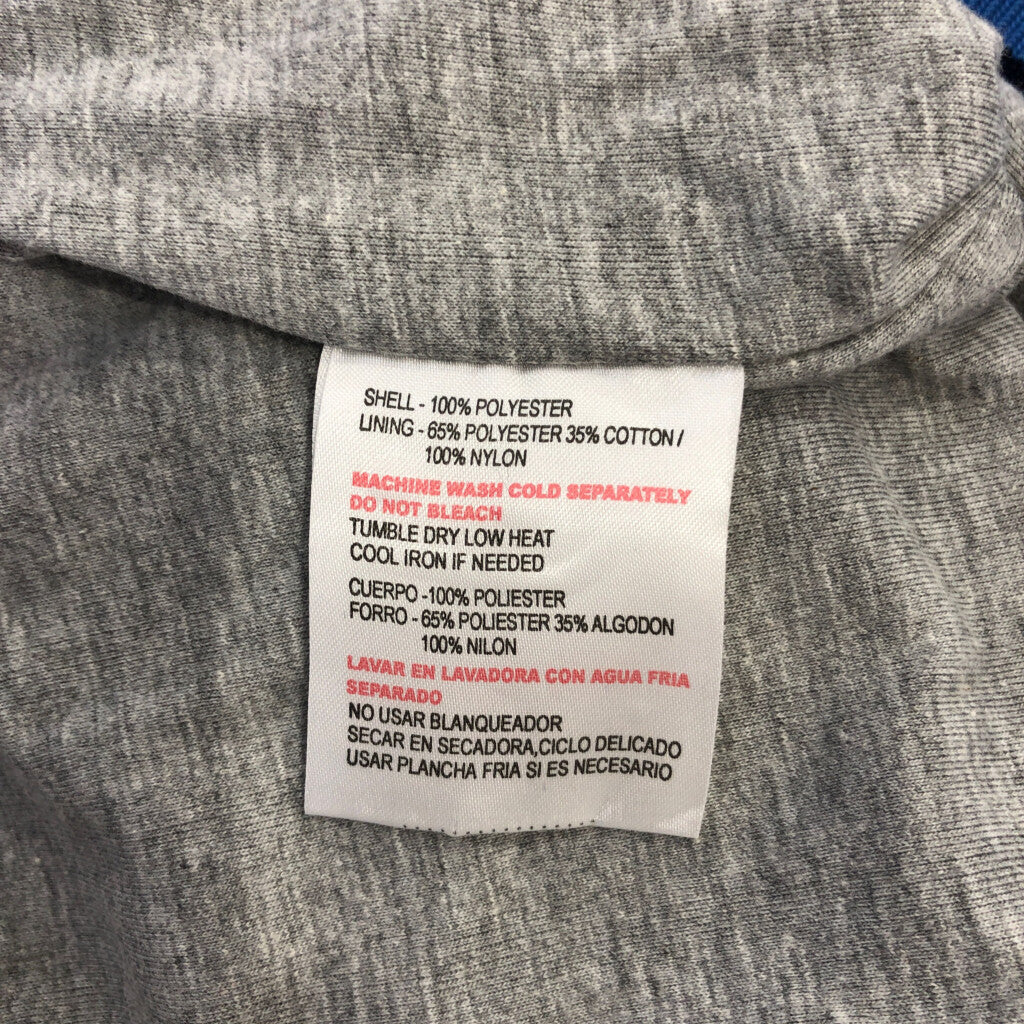 SHELL - 100% POLYESTER
LINING - 65% POLYESTER 35% COTTON /
100% NYLON
MACHINE WASH COLD SEPARATELY
DO NOT BLEACH
TUMBLE DRY LOW HEAT
COOL IRON IF NEEDED
CUERPO -100% POLIESTER
FORRO - 65% POLIESTER 35% ALGODON
100% NILON
LAVAR EN LAVADORA CON AGUA FRIA
SEPARADO
NO USAR BLANQUEADOR
SECAR EN SECADORA,CICLO DELICADO
USAR PLANCHA FRIA SI ES NECESARIO